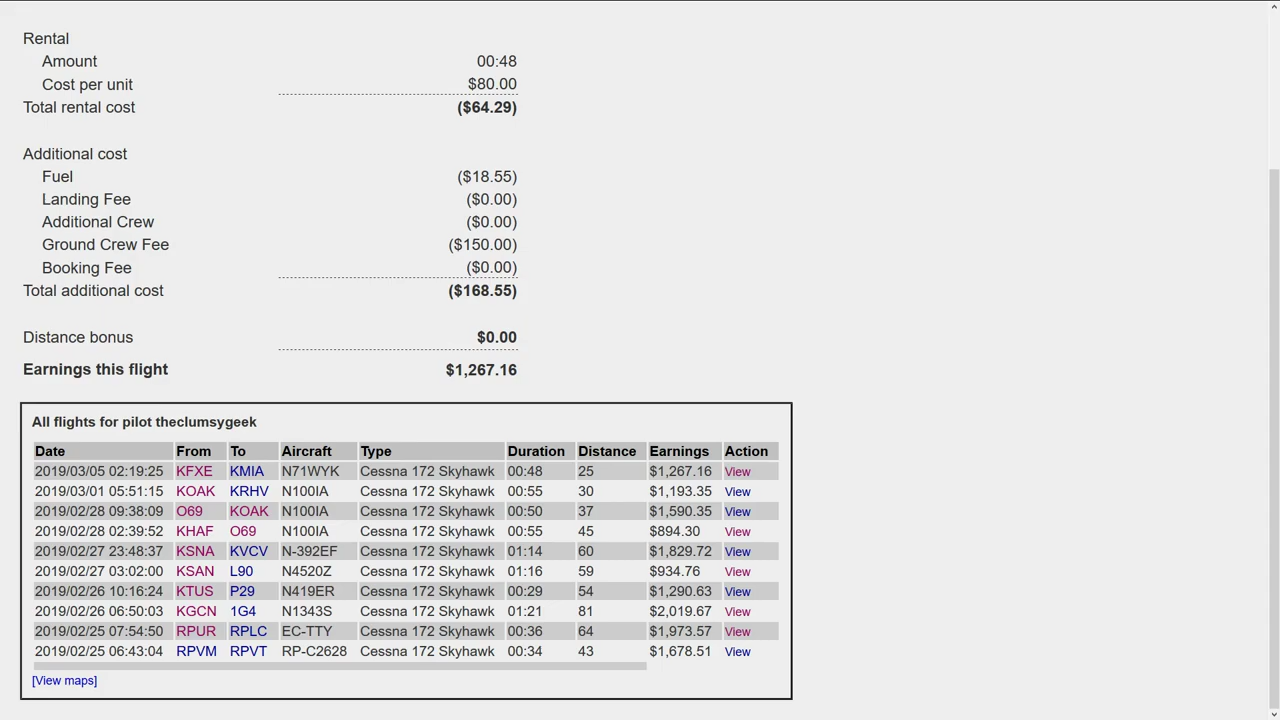 Rental
Amount 00:48
Cost per unit $80.00
Total rental cost ($64.29)
Additional cost
Fuel ($18.55)
Landing Fee ($0.00)
Additional Crew ($0.00)
Ground Crew Fee ($150.00)
Booking Fee ($0.00)
Total additional cost ($168.55)
Distance bonus $0.00
Earnings this flight $1,267.16
All flights for pilot theclumsygeek
Date From To Aircraft Type Duration Distance Earnings Action
2019/03/05 02:19:25 KFXE KMIA N71WYK Cessna 172 Skyhawk 00:48 25 $1,267.16 View
2019/03/01 05:51:15 KOAK KRHV N100IA Cessna 172 Skyhawk 00:55 30 $1,193.35 View
2019/02/28 09:38:09 O69 KOAK N100IA Cessna 172 Skyhawk 00:50 37 $1,590.35 View
2019/02/28 02:39:52 KHAF O69 N100IA Cessna 172 Skyhawk 00:55 45 $894.30 View
2019/02/27 23:48:37 KSNA KVCV N-392EF Cessna 172 Skyhawk 01:14 60 $1,829.72 View
2019/02/27 03:02:00 KSAN L90 N4520Z Cessna 172 Skyhawk 01:16 59 $934.76 View
2019/02/26 10:16:24 KTUS P29 N419ER Cessna 172 Skyhawk 00:29 54 $1,290.63 View
2019/02/26 06:50:03 KGCN 1G4 N1343S Cessna 172 Skyhawk 01:21 81 $2,019.67 View
2019/02/25 07:54:50 RPUR RPLC EC-TTY Cessna 172 Skyhawk 00:36 64 $1,973.57 View
2019/02/25 06:43:04 RPVM RPVT RP-C2628 Cessna 172 Skyhawk 00:34 43 $1,678.51 View
[View maps]